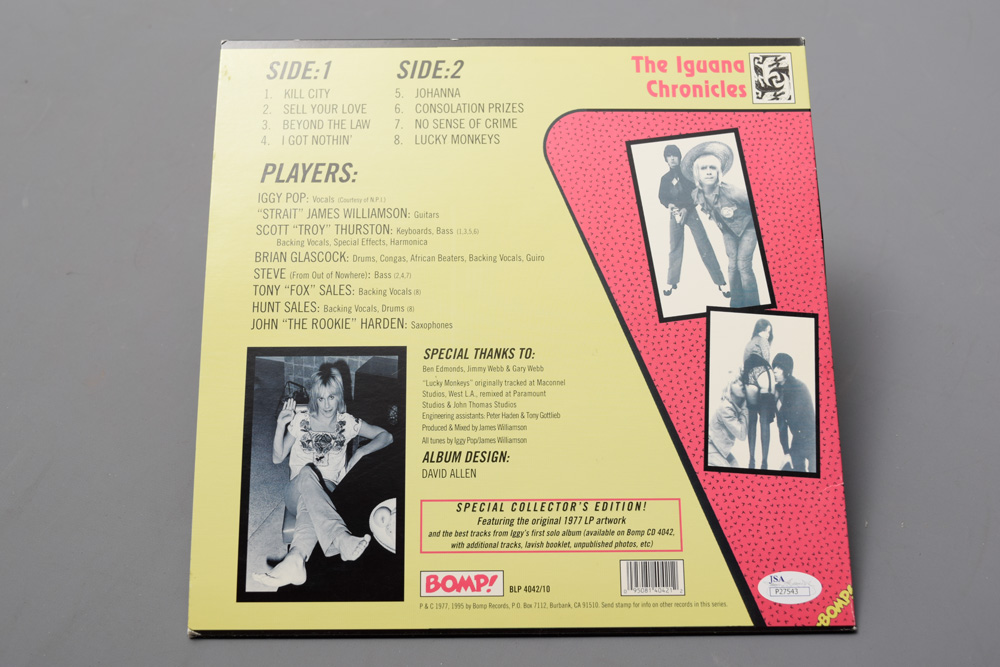 SIDE:1
1. KILL CITY
2. SELL YOUR LOVE
3. BEYOND THE LAW
4. I GOT NOTHIN'
SIDE:2
5. JOHANNA
6. CONSOLATION PRIZES
7. NO SENSE OF CRIME
8. LUCKY MONKEYS
The Iguana
Chronicles
PLAYERS:
IGGY POP: Vocals (Courtesy of N.P.I.)
"STRAIT" JAMES WILLIAMSON: Guitars
SCOTT "TROY" THURSTON: Keyboards, Bass (1,3,5,6)
Backing Vocals, Special Effects, Harmonica
BRIAN GLASCOCK: Drums, Congas, African Beaters, Backing Vocals, Guiro
STEVE (From Out of Nowhere): Bass (2,4,7)
TONY "FOX" SALES: Backing Vocals (8)
HUNT SALES: Backing Vocals, Drums (8)
JOHN "THE ROOKIE" HARDEN: Saxophones
SPECIAL THANKS TO:
Ben Edmonds, Jimmy Webb & Gary Webb
"Lucky Monkeys" originally tracked at Maconnel
Studios, West L.A., remixed at Paramount
Studios & John Thomas Studios
Engineering assistants: Peter Haden & Tony Gottlieb
Produced & Mixed by James Williamson
All tunes by Iggy Pop/James Williamson
ALBUM DESIGN:
DAVID ALLEN
SPECIAL COLLECTOR'S EDITION!
Featuring the original 1977 LP artwork
and the best tracks from Iggy's first solo album (available on Bomp CD 4042,
with additional tracks, lavish booklet, unpublished photos, etc)
BOMP!
BLP 4042/10
0 95081 40421 2
P & C 1977, 1995 by Bomp Records, P.O. Box 7112, Burbank, CA 91510. Send stamp for info on other records in this series.
JSA
P27543
BOMP!